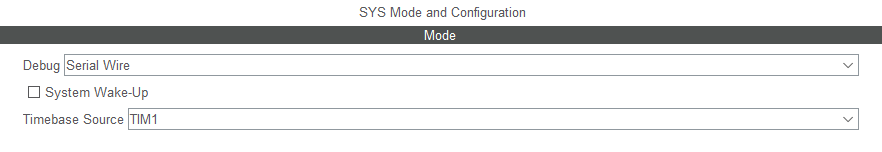 SYS Mode and Configuration
Mode
Debug Serial Wire
System Wake-Up
Timebase Source TIM1